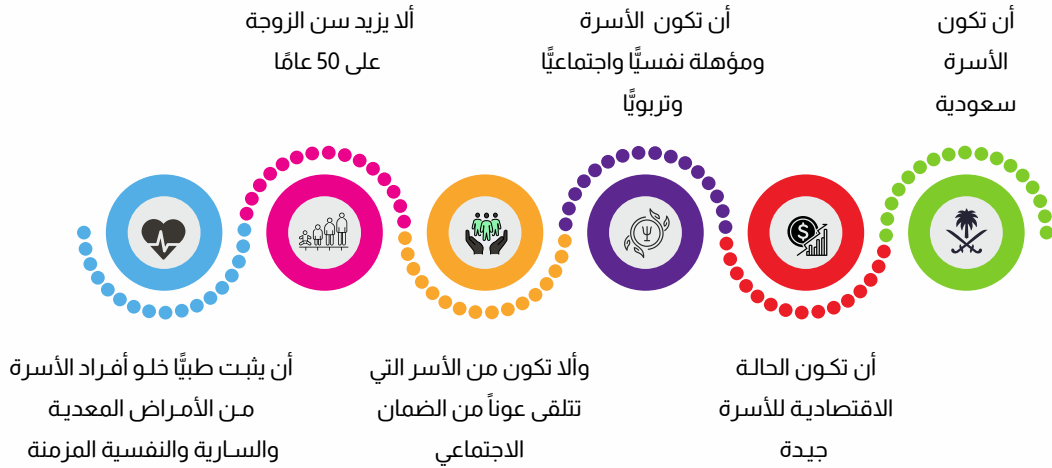 أن تكون
الأسرة
سعودية
أن تكون الحالة
الاقتصادية للأسرة
جيدة
أن تكون الأسرة
ومؤهلة نفسيًّا واجتماعيًّا
وتربويًّا
وألا تكون من الأسر التي
تتلقى عوناً من الضمان
الاجتماعي
ألا يزيد سن الزوجة
على 50 عامًا
أن يثبت طبيًّا خلو أفراد الأسرة
من الأمراض المعدية
والسارية والنفسية المزمنة